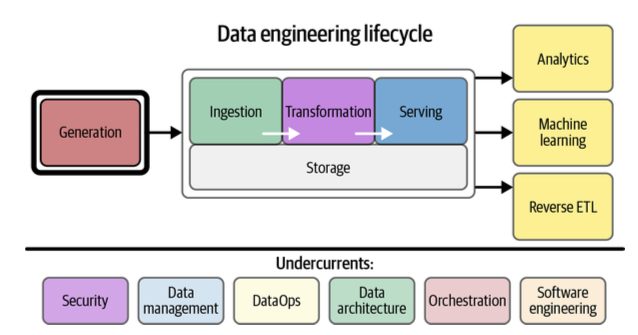 Data engineering lifecycle
Generation
Ingestion
Transformation
Serving
Storage
Analytics
Machine
learning
Reverse ETL
Undercurrents:
Security
Data
management
DataOps
Data
architecture
Orchestration
Software
engineering